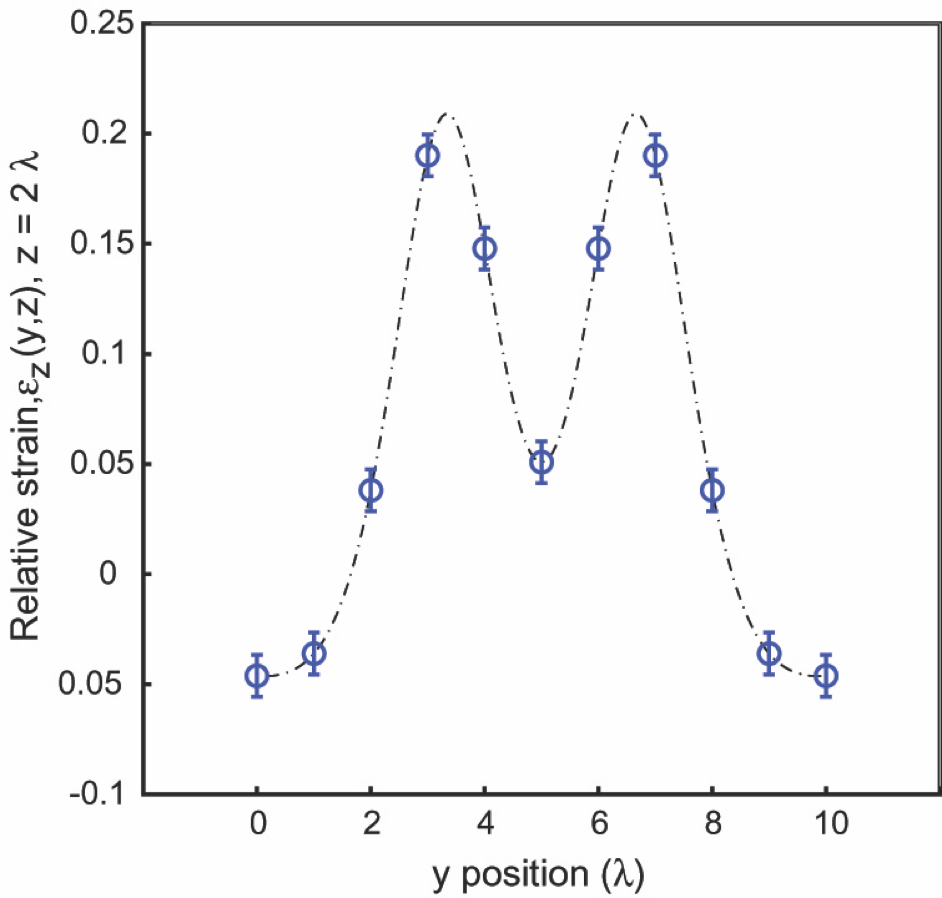 0.25
0.2
0.15
0.1
0.05
0
0.05
-0.1
0 2 4 6 8 10
y position (λ)
Relative strain,εz(y,z), z = 2 λ